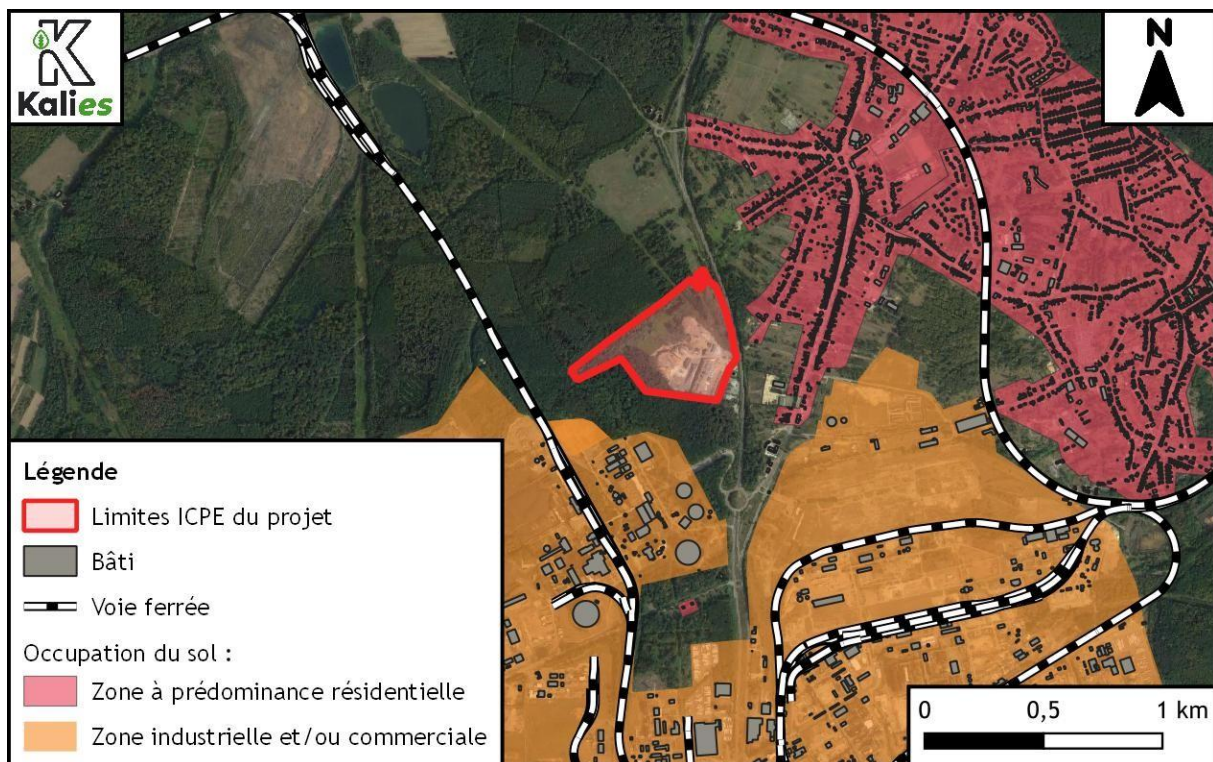 Kalies
N
Légende
Limites ICPE du projet
Bâti
Voie ferrée
Occupation du sol :
Zone à prédominance résidentielle
Zone industrielle et/ou commerciale
0 0,5 1 km